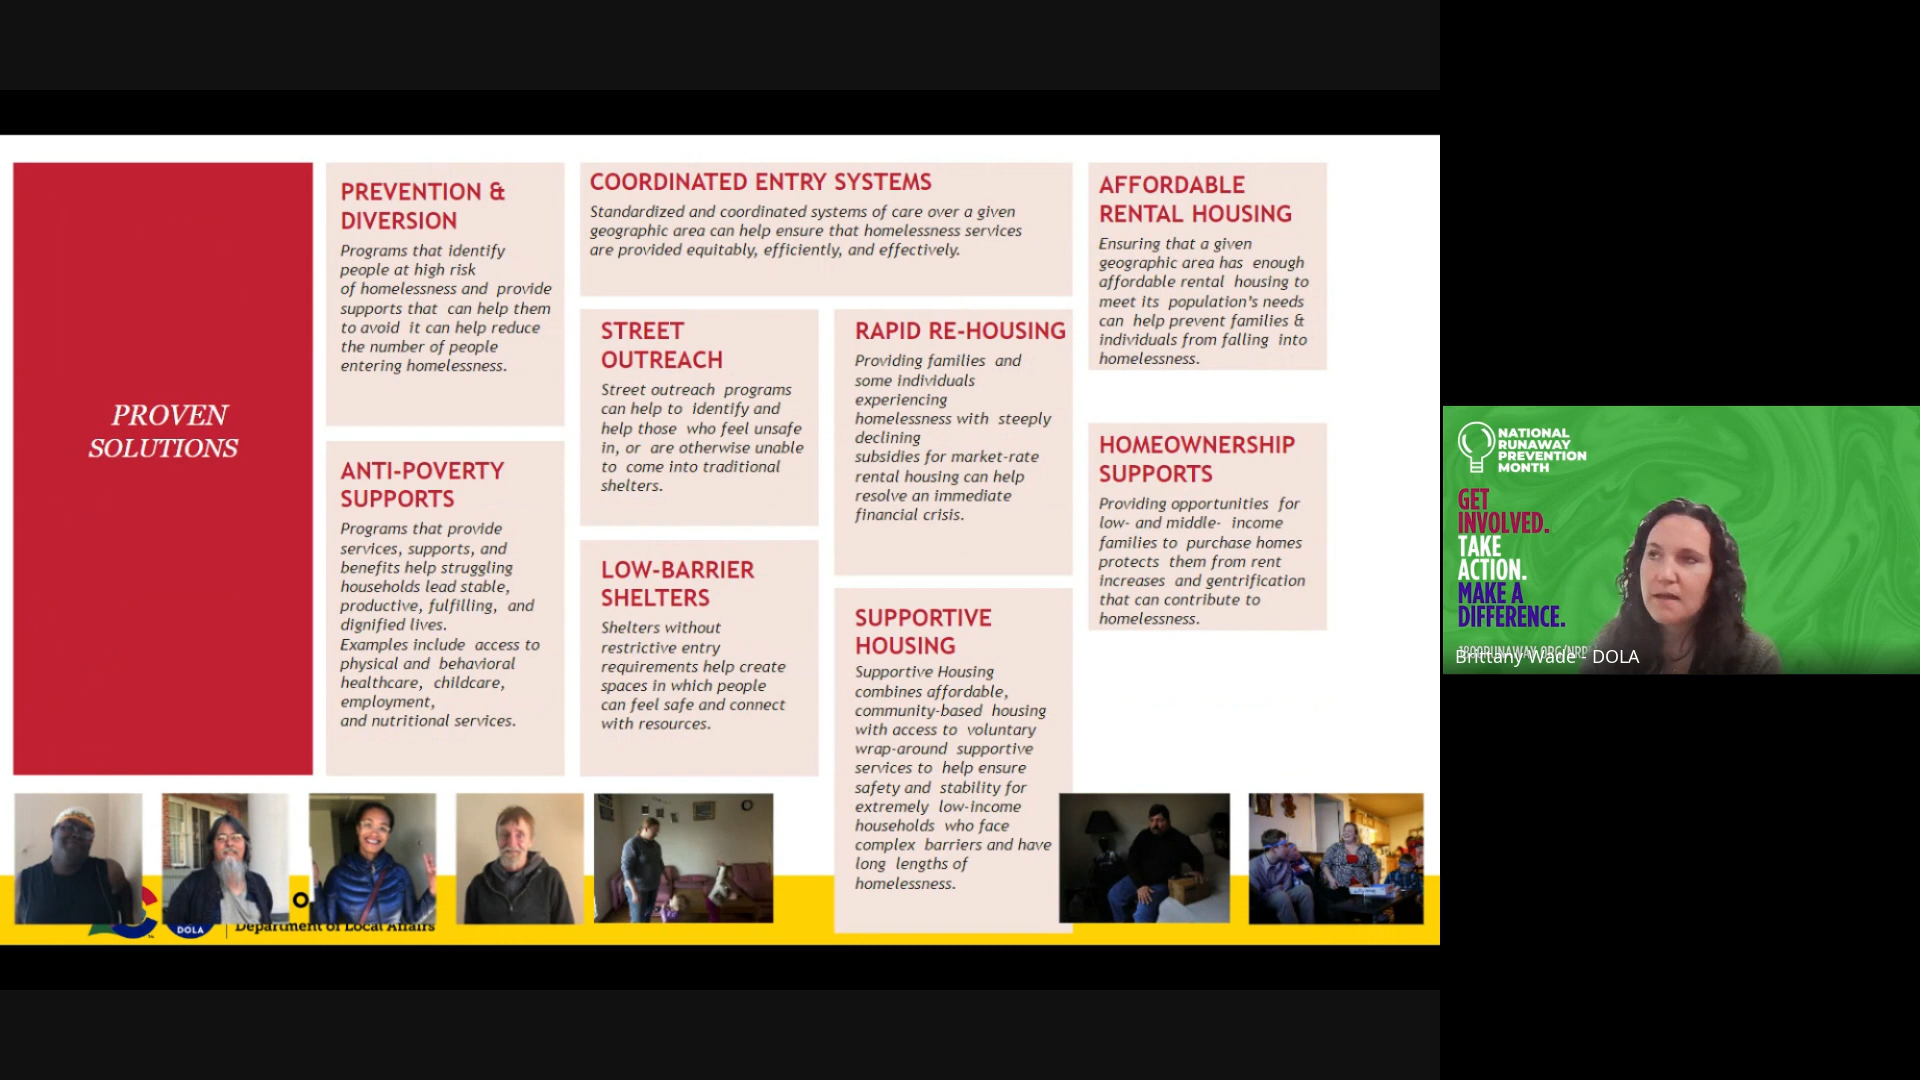 PROVEN
SOLUTIONS
PREVENTION &
DIVERSION
Programs that identify
people at high risk
of homelessness and provide
supports that can help them
to avoid it can help reduce
the number of people
entering homelessness.
ANTI-POVERTY
SUPPORTS
Programs that provide
services, supports, and
benefits help struggling
households lead stable,
productive, fulfilling, and
dignified lives.
Examples include access to
physical and behavioral
healthcare, childcare,
employment,
and nutritional services.
COORDINATED ENTRY SYSTEMS
Standardized and coordinated systems of care over a given
geographic area can help ensure that homelessness services
are provided equitably, efficiently, and effectively.
STREET
OUTREACH
Street outreach programs
can help to identify and
help those who feel unsafe
in, or are otherwise unable
to come into traditional
shelters.
LOW-BARRIER
SHELTERS
Shelters without
restrictive entry
requirements help create
spaces in which people
can feel safe and connect
with resources.
RAPID RE-HOUSING
Providing families and
some individuals
experiencing
homelessness with steeply
declining
subsidies for market-rate
rental housing can help
resolve an immediate
financial crisis.
SUPPORTIVE
HOUSING
Supportive Housing
combines affordable,
community-based housing
with access to voluntary
wrap-around supportive
services to help ensure
safety and stability for
extremely low-income
households who face
complex barriers and have
long lengths of
homelessness.
AFFORDABLE
RENTAL HOUSING
Ensuring that a given
geographic area has enough
affordable rental housing to
meet its population's needs
can help prevent families &
individuals from falling into
homelessness.
HOMEOWNERSHIP
SUPPORTS
Providing opportunities for
low- and middle- income
families to purchase homes
protects them from rent
increases and gentrification
that can contribute to
homelessness.
DOLA
Department of Local Affairs
NATIONAL
RUNAWAY
PREVENTION
MONTH
GET
INVOLVED.
TAKE
ACTION.
MAKE A
DIFFERENCE.
Brittany Wade - DOLA